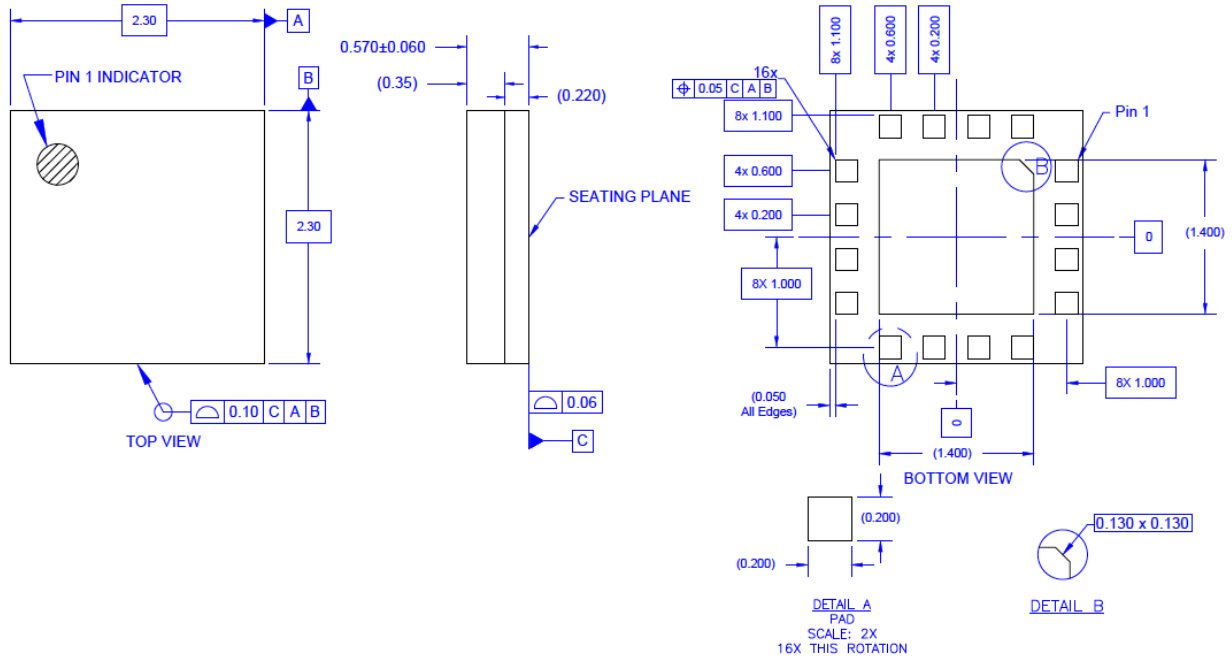 2.30
A
PIN 1 INDICATOR
B
2.30
0.10 C A B
TOP VIEW
0.570±0.060
(0.35)
(0.220)
SEATING PLANE
0.06
C
8x 1.100
4x 0.600
4x 0.200
16x
0.05 C A B
8x 1.100
Pin 1
B
4x 0.600
4x 0.200
0
(1.400)
8X 1.000
A
8X 1.000
(0.050
All Edges)
0
(1.400)
BOTTOM VIEW
(0.200)
(0.200)
DETAIL A
PAD
SCALE: 2X
16X THIS ROTATION
0.130 x 0.130
DETAIL B